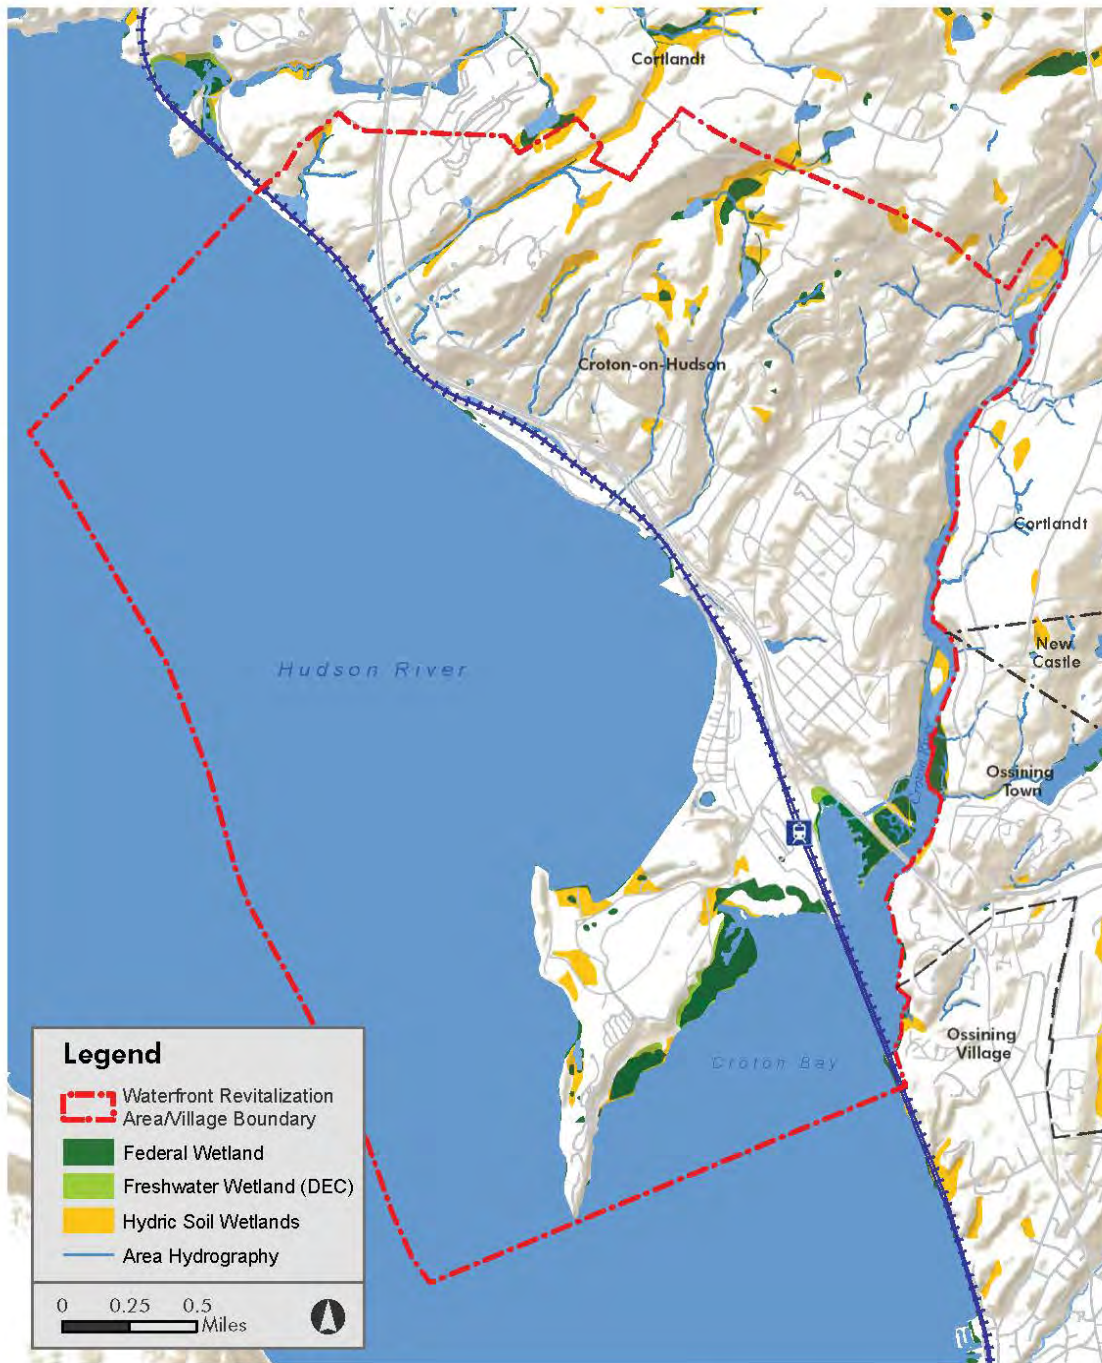 Cortlandt
Croton-on-Hudson
Cortlandt
New
Castle
Hudson River
Ossining
Town
Ossining
Village
Croton Bay
Legend
Waterfront Revitalization
Area/Village Boundary
Federal Wetland
Freshwater Wetland (DEC)
Hydric Soil Wetlands
Area Hydrography
0 0.25 0.5
Miles